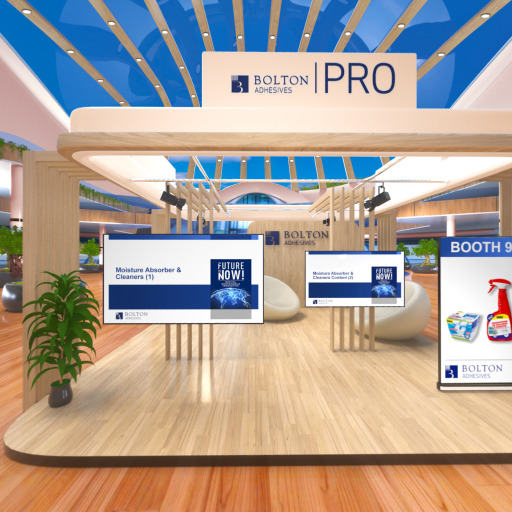 BOLTON
ADHESIVES
PRO
BOLTON
ADHESIVES
Moisture Absorber &
Cleaners (1)
FUTURE
NOW!
BOLTON
ADHESIVES
Moisture Absorber &
Cleaners Content (2)
FUTURE
NOW!
BOOTH 9
BOLTON
ADHESIVES